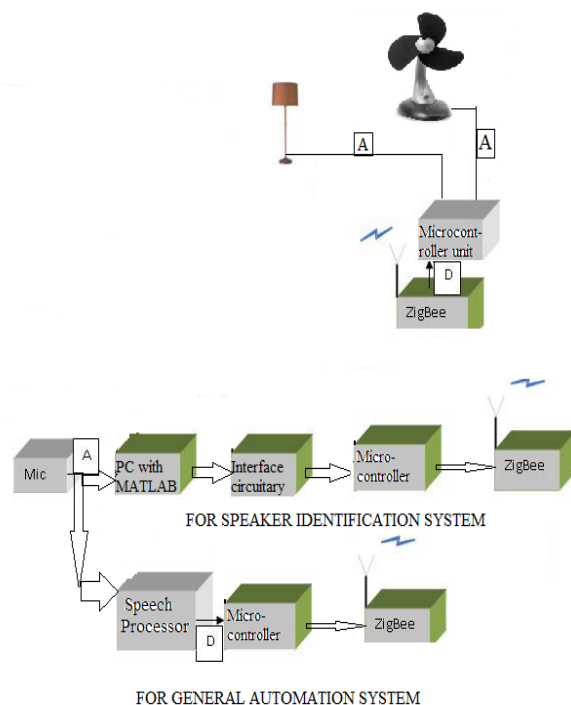 A
A
Microcont-
roller unit
D
ZigBee
Mic
A
PC with
MATLAB
Interface
circuitary
Micro-
controller
ZigBee
FOR SPEAKER IDENTIFICATION SYSTEM
Speech
Processor
D
Micro-
controller
ZigBee
FOR GENERAL AUTOMATION SYSTEM